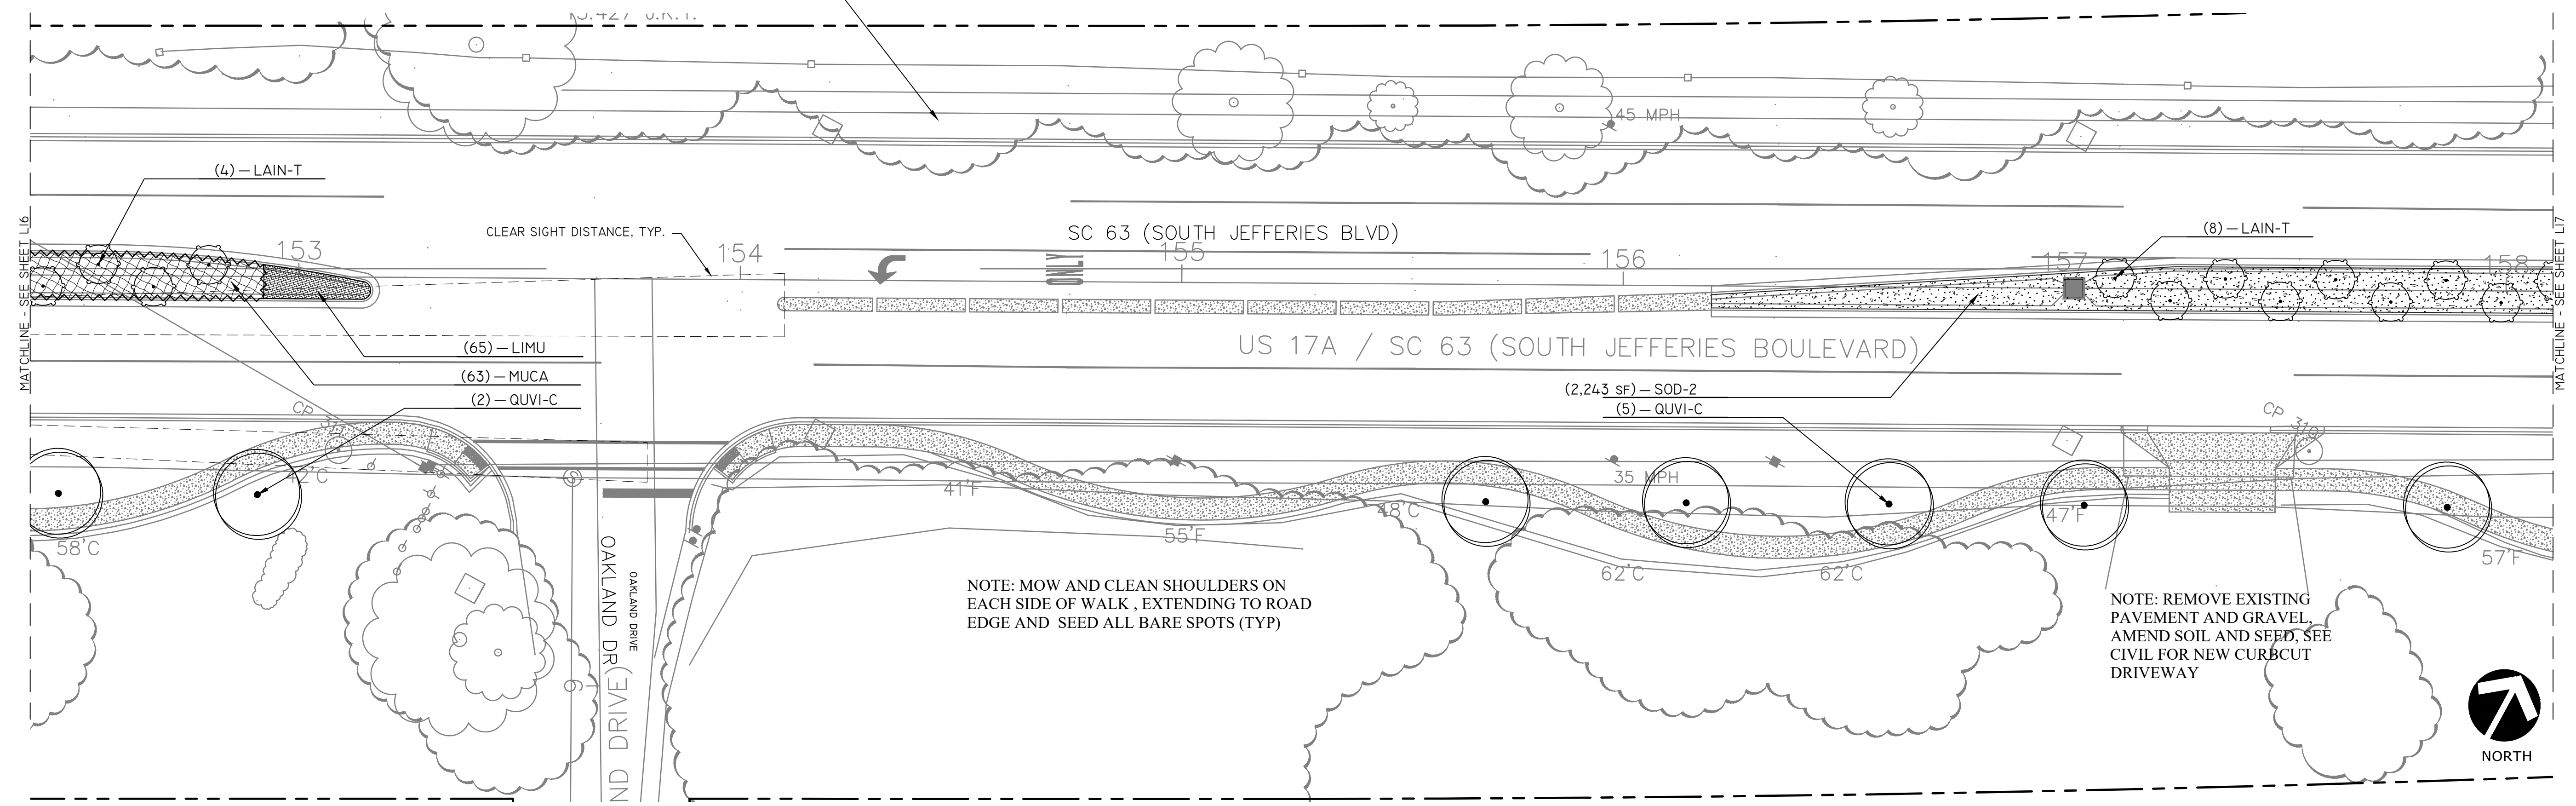 (4) — LAIN-T
153
CLEAR SIGHT DISTANCE, TYP.
154
SC 63 (SOUTH JEFFERIES BLVD)
155
ONLY
156
45 MPH
(8) — LAIN-T
157
158
MATCHLINE - SEE SHEET L16
MATCHLINE - SEE SHEET L17
(65) — LIMU
(63) — MUCA
(2) — QUVI-C
US 17A / SC 63 (SOUTH JEFFERIES BOULEVARD)
(2,243 SF) — SOD-2
(5) — QUVI-C
CP
CP
35 MPH
41'F
48'C
47'F
55'F
58'C
62'C
62'C
57'F
OAKLAND DR
OAKLAND DRIVE
ND DRIVE)
6
NOTE: MOW AND CLEAN SHOULDERS ON
EACH SIDE OF WALK , EXTENDING TO ROAD
EDGE AND SEED ALL BARE SPOTS (TYP)
NOTE: REMOVE EXISTING
PAVEMENT AND GRAVEL,
AMEND SOIL AND SEED, SEE
CIVIL FOR NEW CURBCUT
DRIVEWAY
NORTH